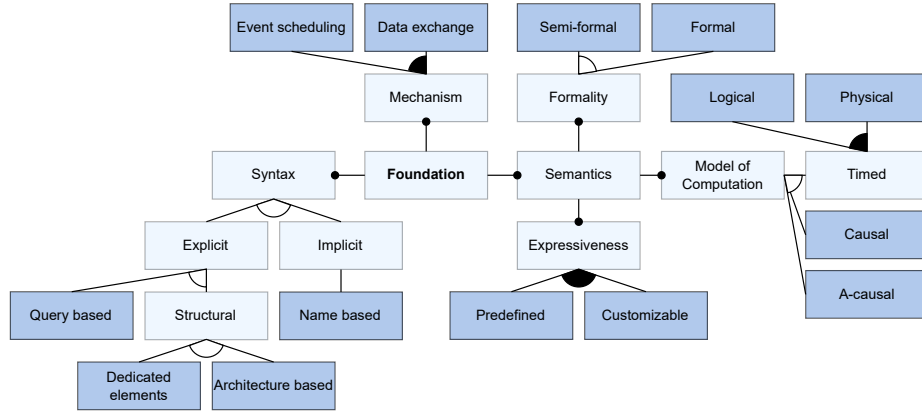 Event scheduling
Data exchange
Semi-formal
Formal
Mechanism
Formality
Logical
Physical
Syntax
Foundation
Semantics
Model of
Computation
Timed
Explicit
Implicit
Expressiveness
Causal
Query based
Structural
Name based
Predefined
Customizable
A-causal
Dedicated
elements
Architecture based